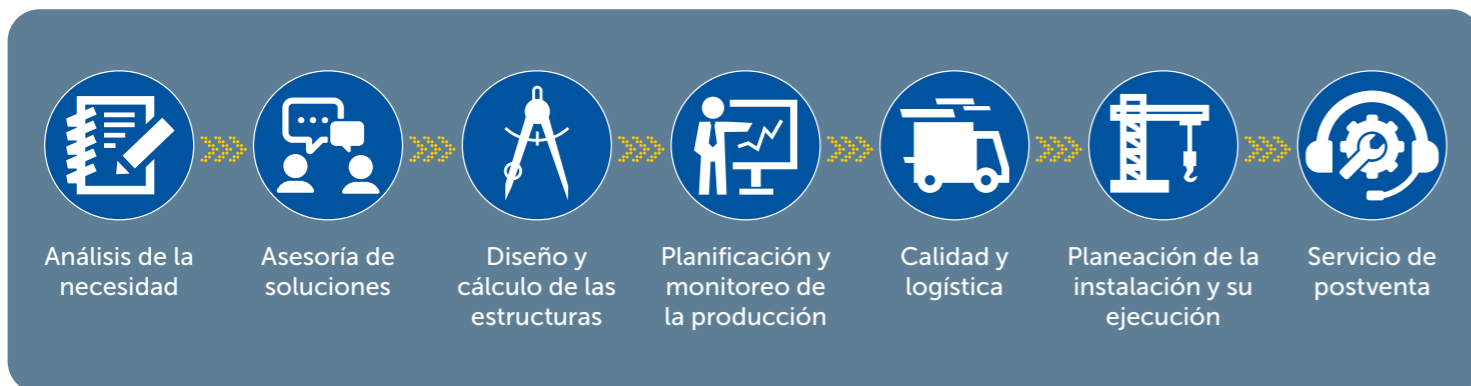 Análisis de la
necesidad
Asesoría de
soluciones
Diseño y
cálculo de las
estructuras
Planificación y
monitoreo de
la producción
Calidad y
logística
Planeación de la
instalación y su
ejecución
Servicio de
postventa